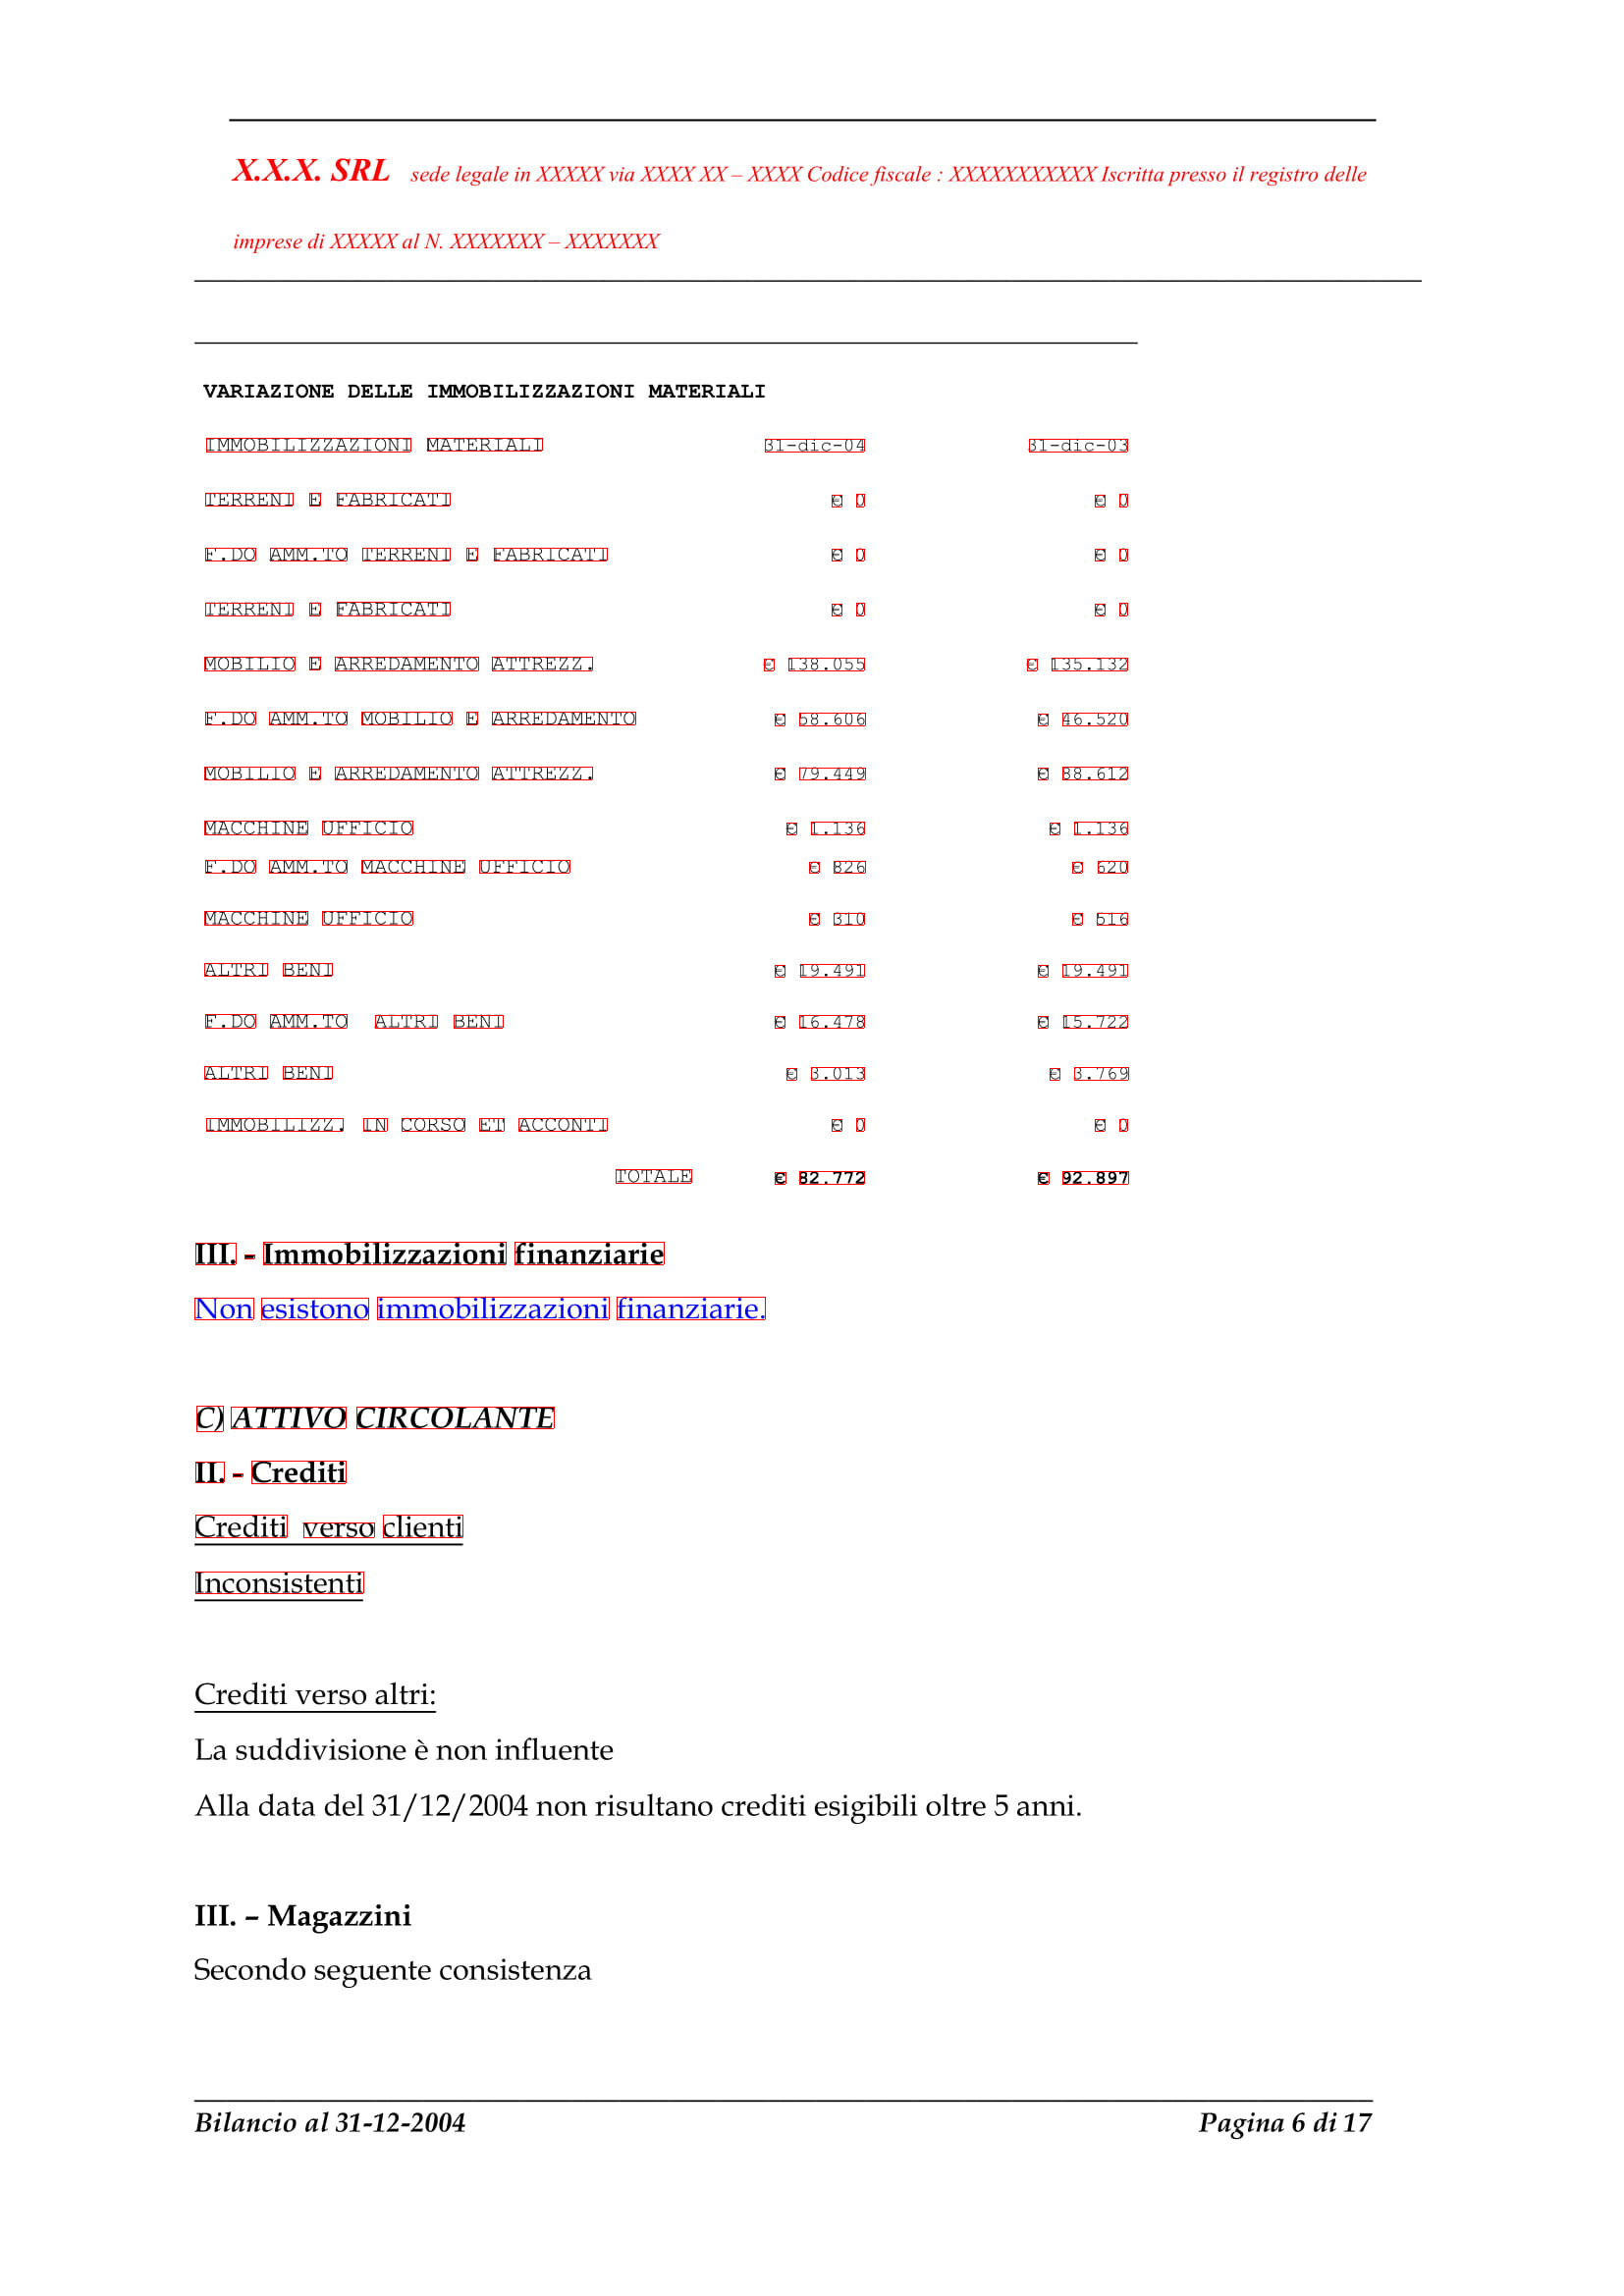 X.X.X. SRL sede legale in XXXXX via XXXX XX – XXXX Codice fiscale : XXXXXXXXXXX Iscritta presso il registro delle
imprese di XXXXX al N. XXXXXXX – XXXXXXX
VARIAZIONE DELLE IMMOBILIZZAZIONI MATERIALI
IMMOBILIZZAZIONI MATERIALI 31-dic-04 31-dic-03
TERRENI E FABRICATI € 0 € 0
F.DO AMM.TO TERRENI E FABRICATI € 0 € 0
TERRENI E FABRICATI € 0 € 0
MOBILIO E ARREDAMENTO ATTREZZ. € 138.055 € 135.132
F.DO AMM.TO MOBILIO E ARREDAMENTO € 58.606 € 46.520
MOBILIO E ARREDAMENTO ATTREZZ. € 79.449 € 88.612
MACCHINE UFFICIO € 1.136 € 1.136
F.DO AMM.TO MACCHINE UFFICIO € 826 € 620
MACCHINE UFFICIO € 310 € 516
ALTRI BENI € 19.491 € 19.491
F.DO AMM.TO ALTRI BENI € 16.478 € 15.722
ALTRI BENI € 3.013 € 3.769
IMMOBILIZZ. IN CORSO ET ACCONTI € 0 € 0
TOTALE € 82.772 € 92.897
III. - Immobilizzazioni finanziarie
Non esistono immobilizzazioni finanziarie.
C) ATTIVO CIRCOLANTE
II. - Crediti
Crediti verso clienti
Inconsistenti
Crediti verso altri:
La suddivisione è non influente
Alla data del 31/12/2004 non risultano crediti esigibili oltre 5 anni.
III. – Magazzini
Secondo seguente consistenza
Bilancio al 31-12-2004 Pagina 6 di 17